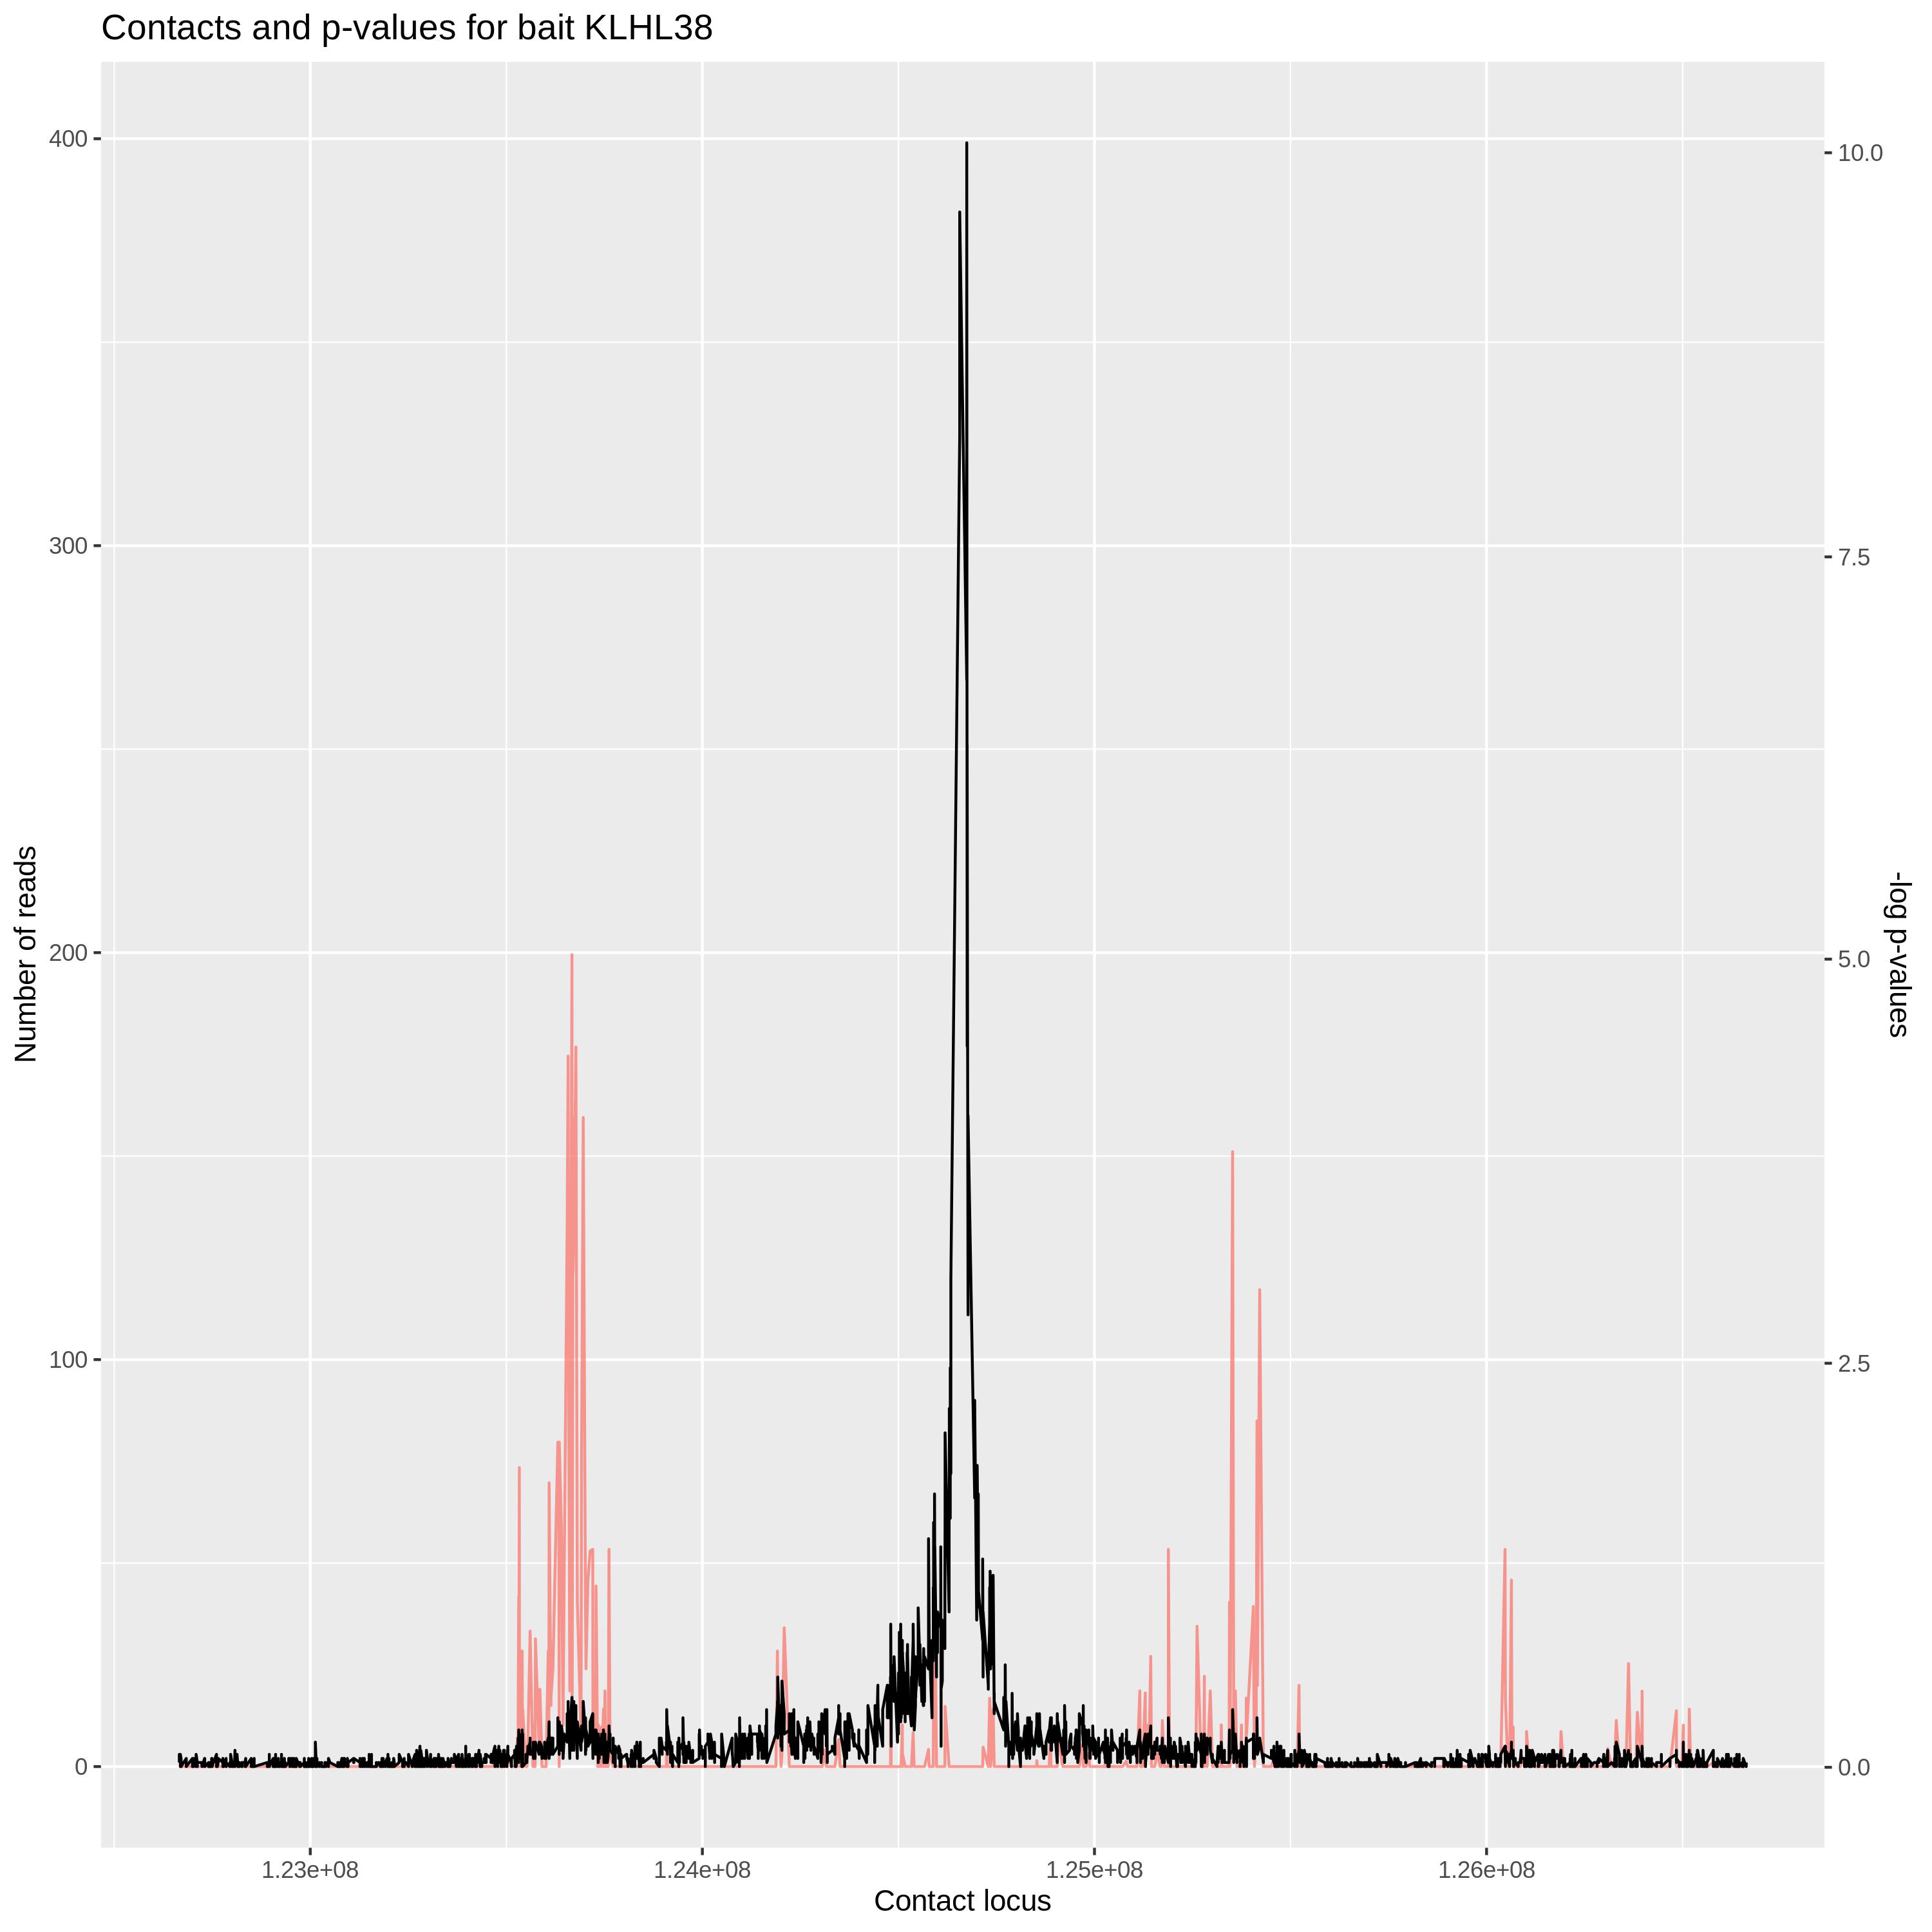 Contacts and p-values for bait KLHL38
400
300
200
100
0
Number of reads
10.0
7.5
5.0
2.5
0.0
-log p-values
1.23e+08
1.24e+08
1.25e+08
1.26e+08
Contact locus